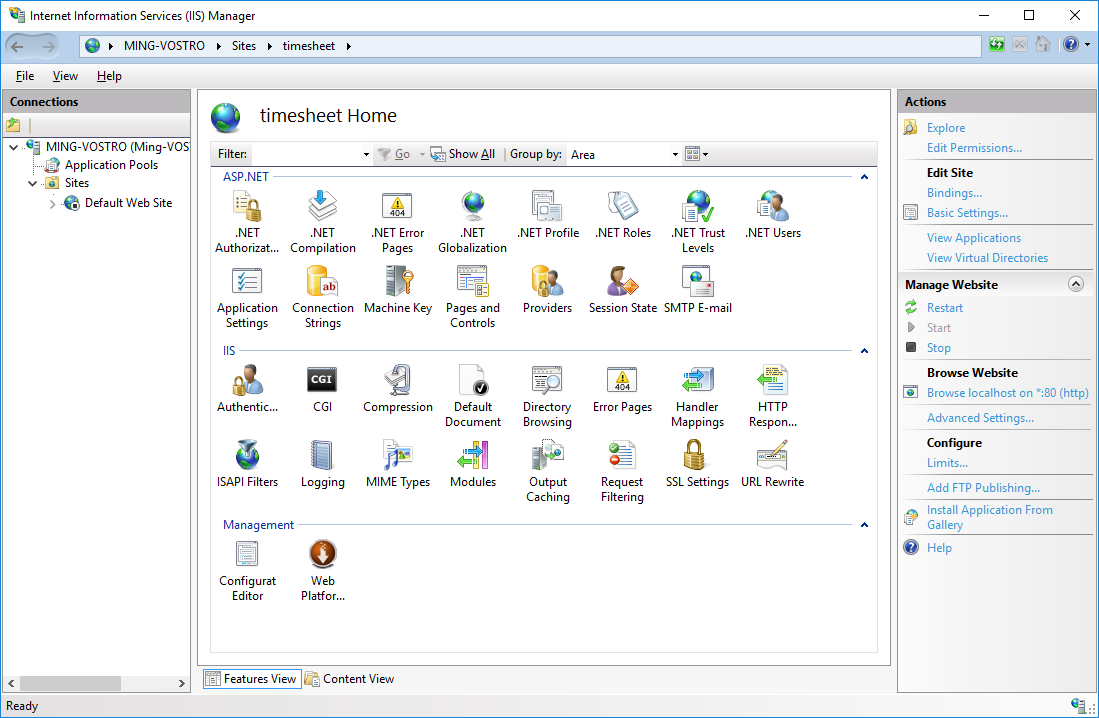 Internet Information Services (IIS) Manager
MING-VOSTRO Sites timesheet
File View Help
Connections
MING-VOSTRO (Ming-VOS
Application Pools
Sites
Default Web Site
timesheet Home
Filter: Go Show All Group by: Area
ASP.NET
.NET Authorizat...
.NET Compilation
.NET Error Pages
.NET Globalization
.NET Profile
.NET Roles
.NET Trust Levels
.NET Users
Application Settings
Connection Strings
Machine Key
Pages and Controls
Providers
Session State
SMTP E-mail
IIS
Authentic...
CGI
Compression
Default Document
Directory Browsing
Error Pages
Handler Mappings
HTTP Respon...
ISAPI Filters
Logging
MIME Types
Modules
Output Caching
Request Filtering
SSL Settings
URL Rewrite
Management
Configurat Editor
Web Platfor...
Features View Content View
Actions
Explore
Edit Permissions...
Edit Site
Bindings...
Basic Settings...
View Applications
View Virtual Directories
Manage Website
Restart
Start
Stop
Browse Website
Browse localhost on *:80 (http)
Advanced Settings...
Configure
Limits...
Add FTP Publishing...
Install Application From
Gallery
Help
Ready